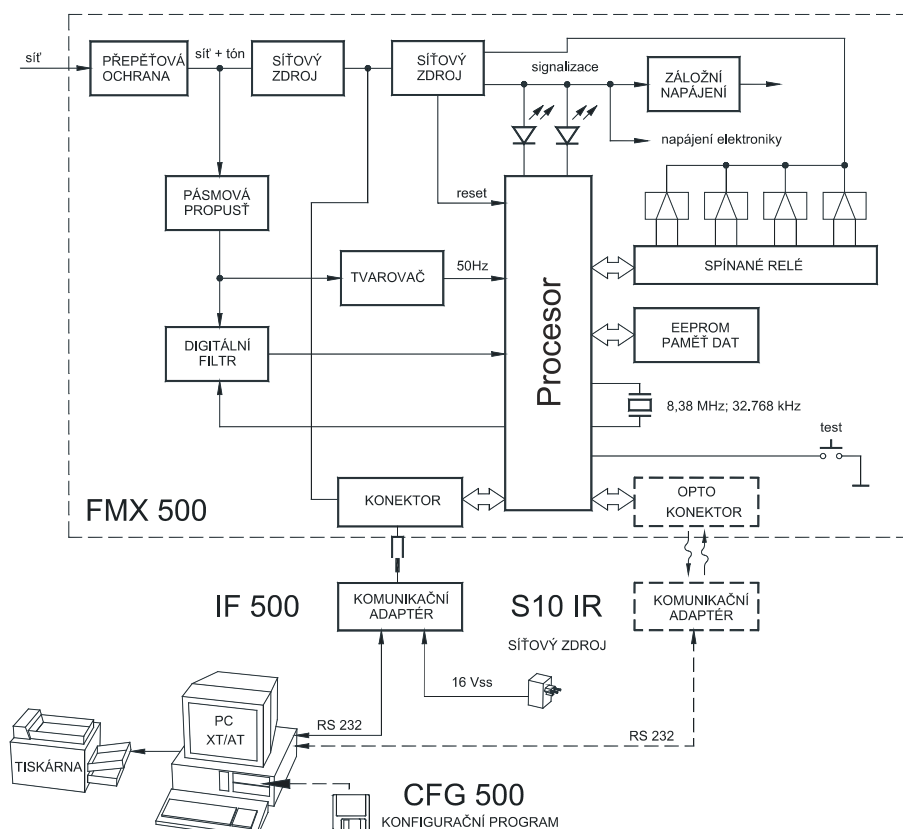 síť
PŘEPĚŤOVÁ
OCHRANA
síť + tón
SÍŤOVÝ
ZDROJ
SÍŤOVÝ
ZDROJ
signalizace
ZÁLOŽNÍ
NAPÁJENÍ
napájení elektroniky
PÁSMOVÁ
PROPUSŤ
reset
TVAROVAČ
50Hz
SPÍNANÉ RELÉ
DIGITÁLNÍ
FILTR
Procesor
EEPROM
PAMĚŤ DAT
8,38 MHz; 32.768 kHz
test
FMX 500
KONEKTOR
OPTO
KONEKTOR
IF 500
KOMUNIKAČNÍ
ADAPTÉR
S10 IR
KOMUNIKAČNÍ
ADAPTÉR
SÍŤOVÝ ZDROJ
16 Vss
PC
XT/AT
RS 232
RS 232
TISKÁRNA
CFG 500
KONFIGURAČNÍ PROGRAM